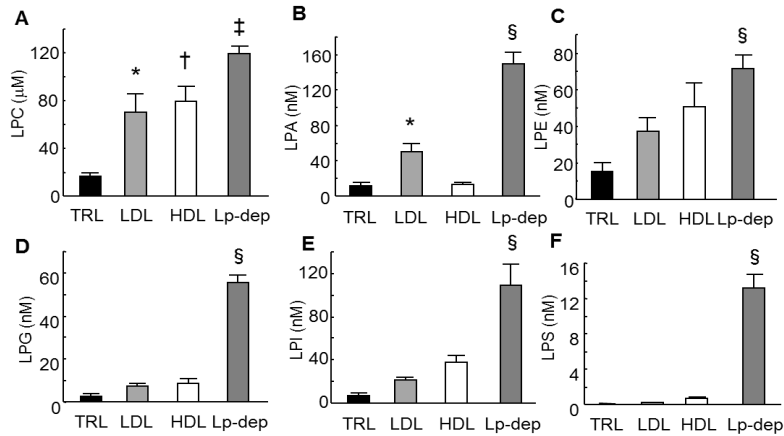 A
LPC (μM)
120
80
40
0
*
†
‡
TRL LDL HDL Lp-dep
B
LPA (nM)
160
120
80
40
0
*
§
TRL LDL HDL Lp-dep
C
LPE (nM)
80
60
40
20
0
§
TRL LDL HDL Lp-dep
D
LPG (nM)
60
40
20
0
§
TRL LDL HDL Lp-dep
E
LPI (nM)
120
80
40
0
§
TRL LDL HDL Lp-dep
F
LPS (nM)
16
12
8
4
0
§
TRL LDL HDL Lp-dep